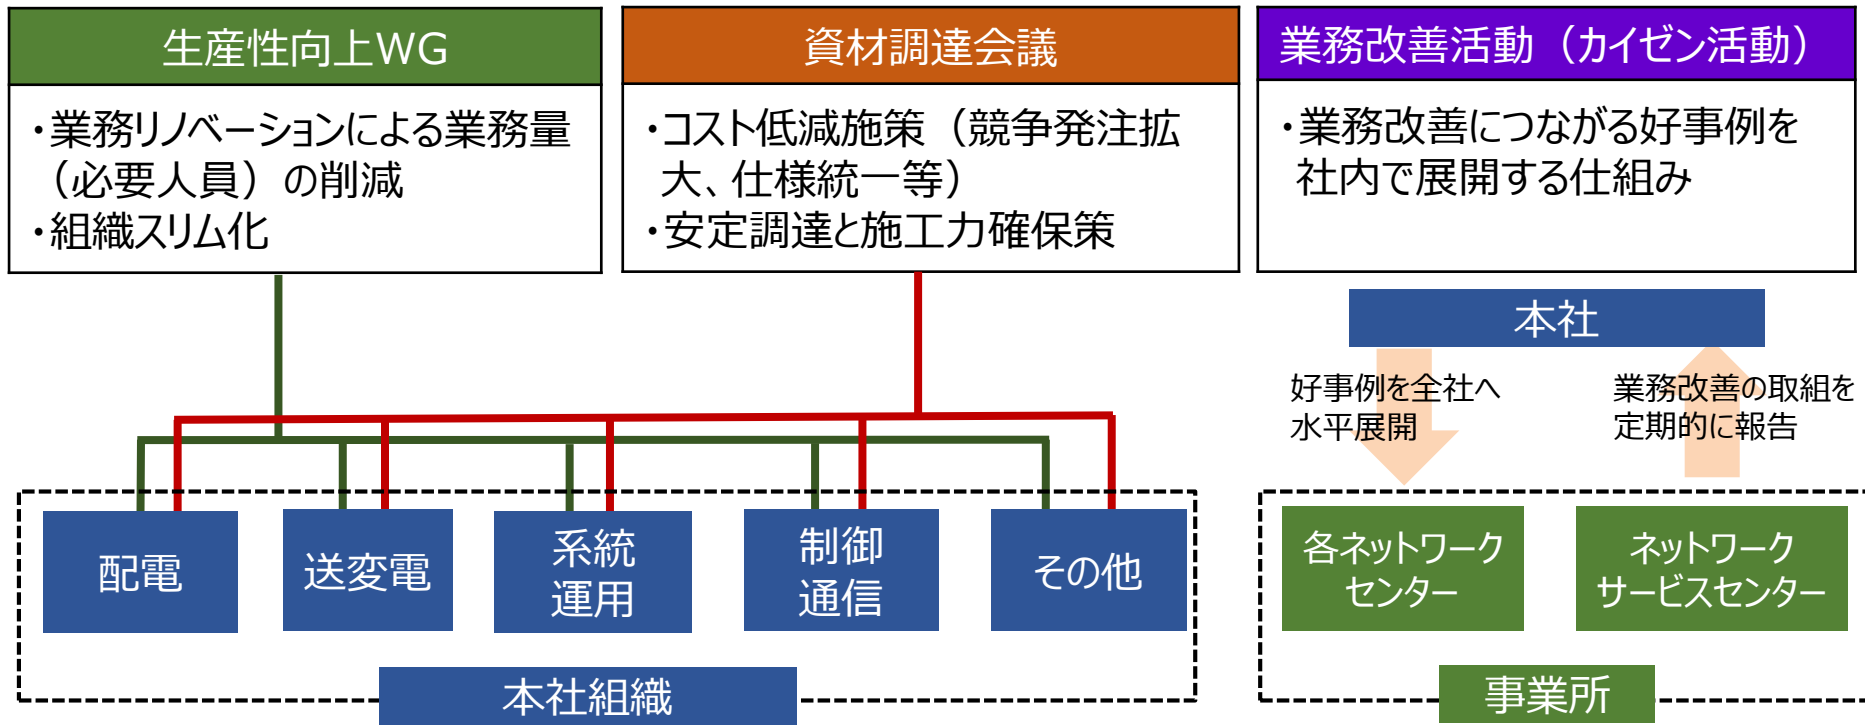 生産性向上WG
・業務リノベーションによる業務量
（必要人員）の削減
・組織スリム化
資材調達会議
・コスト低減施策（競争発注拡
大、仕様統一等）
・安定調達と施工力確保策
業務改善活動（カイゼン活動）
・業務改善につながる好事例を
社内で展開する仕組み
本社
好事例を全社へ
水平展開
業務改善の取組を
定期的に報告
配電
送変電
系統
運用
制御
通信
その他
本社組織
各ネットワーク
センター
ネットワーク
サービスセンター
事業所